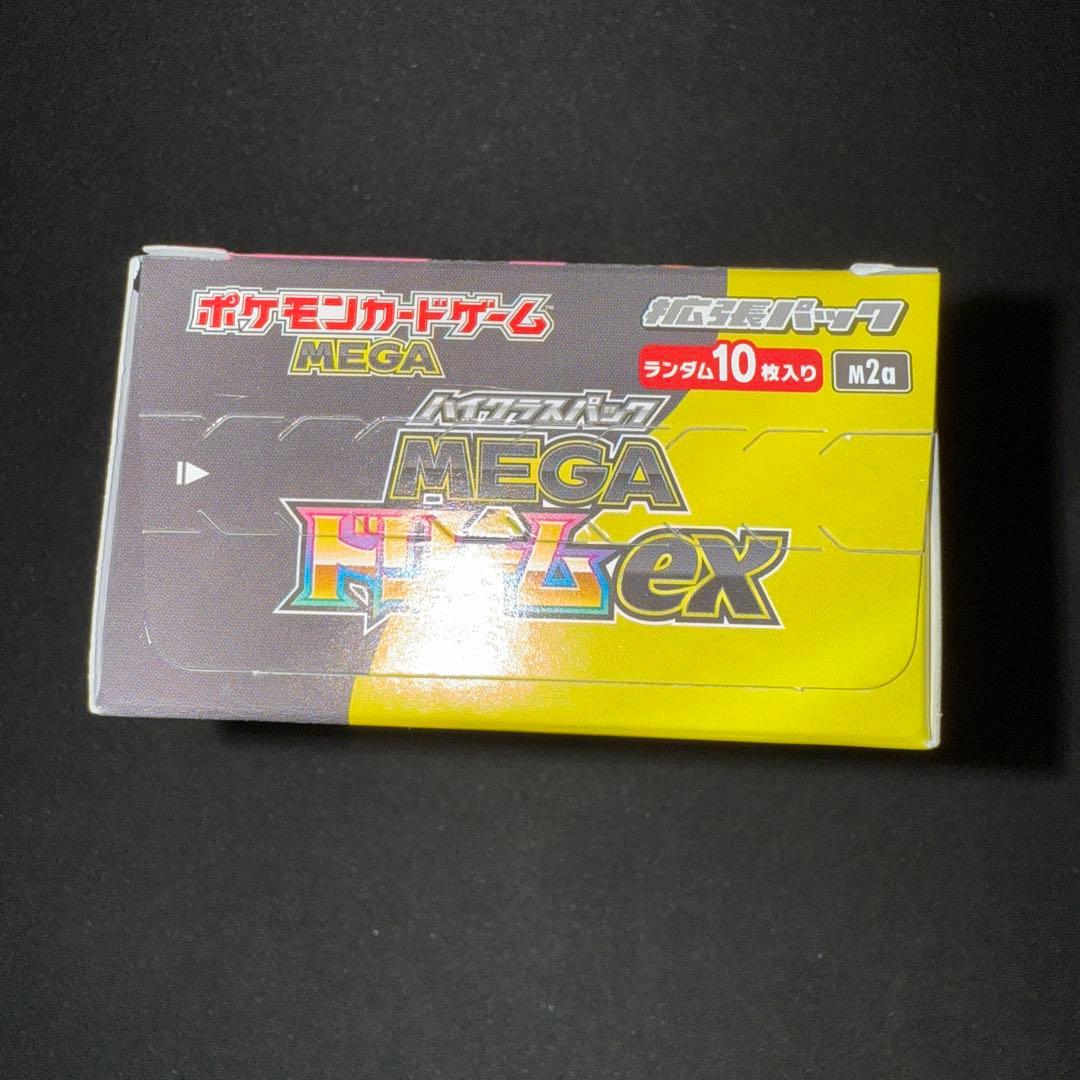 ポケモンカードゲーム™
MEGA
拡張パック
ランダム10枚入り
M2a
ハイクラスパック
MEGA
ドリームex